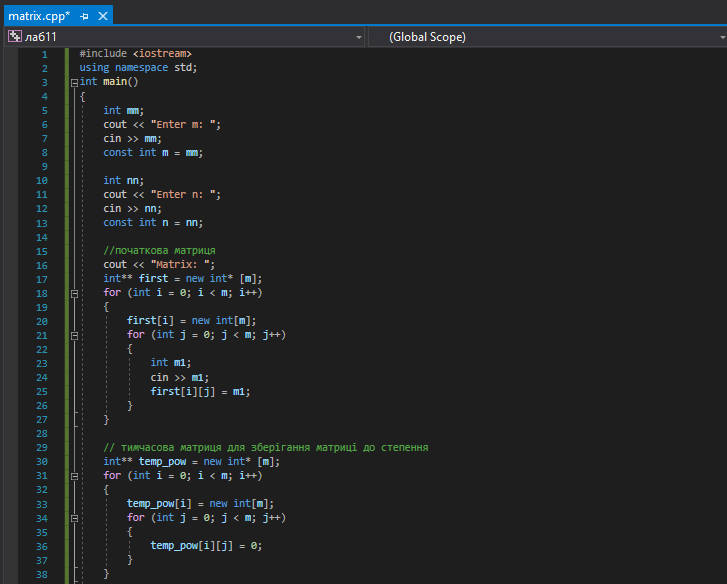 matrix.cpp*
ла611 (Global Scope)
1 #include <iostream>
2 using namespace std;
3 int main()
4 {
5 int mm;
6 cout << "Enter m: ";
7 cin >> mm;
8 const int m = mm;
9
10 int nn;
11 cout << "Enter n: ";
12 cin >> nn;
13 const int n = nn;
14
15 //початкова матриця
16 cout << "Matrix: ";
17 int** first = new int* [m];
18 for (int i = 0; i < m; i++)
19 {
20 first[i] = new int[m];
21 for (int j = 0; j < m; j++)
22 {
23 int m1;
24 cin >> m1;
25 first[i][j] = m1;
26 }
27 }
28
29 // тимчасова матриця для зберігання матриці до степення
30 int** temp_pow = new int* [m];
31 for (int i = 0; i < m; i++)
32 {
33 temp_pow[i] = new int[m];
34 for (int j = 0; j < m; j++)
35 {
36 temp_pow[i][j] = 0;
37 }
38 }